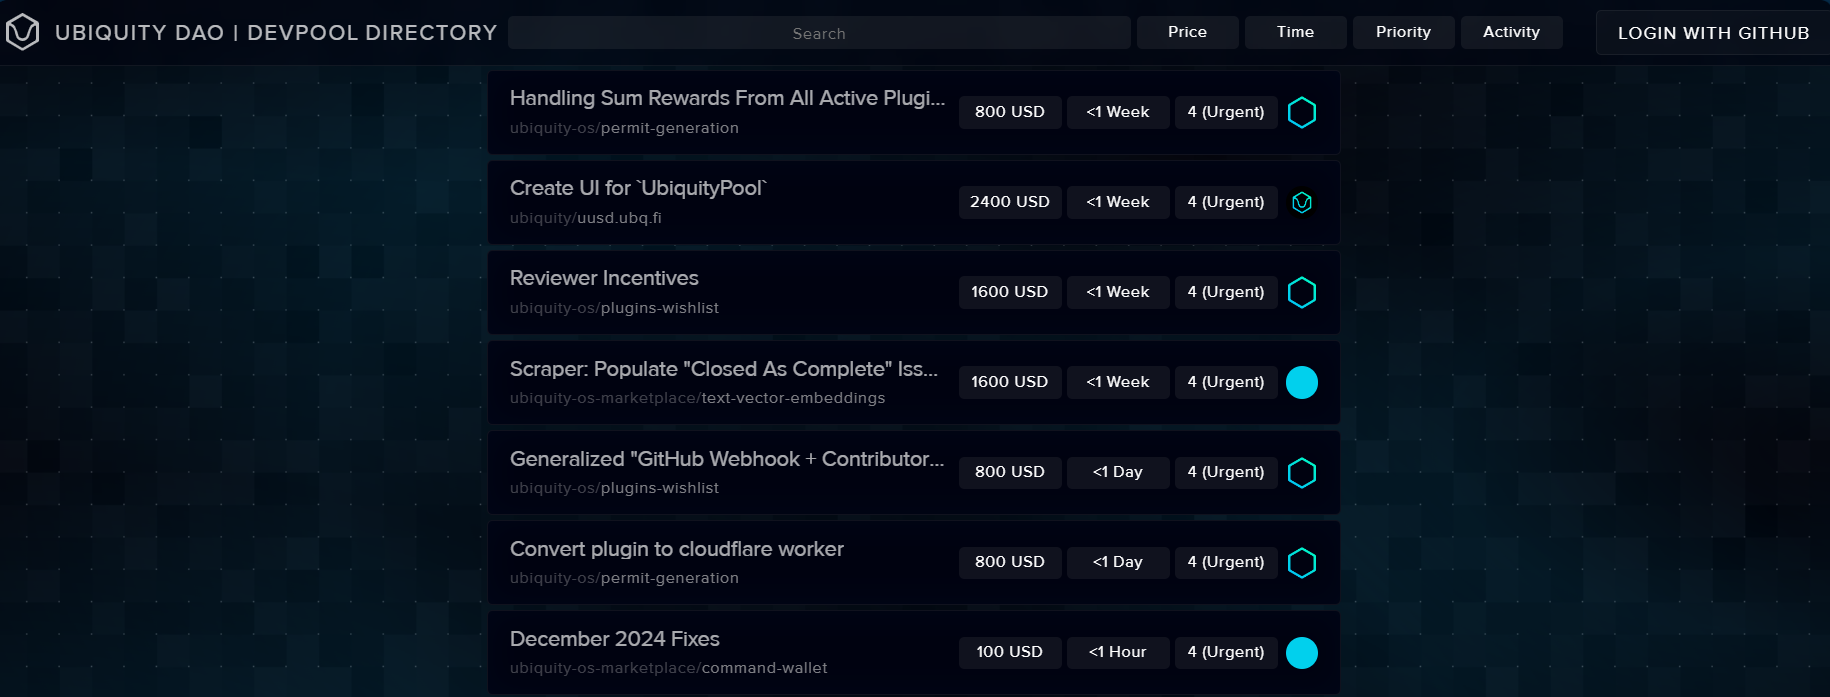 UBIQUITY DAO | DEVPOOL DIRECTORY
Search
Price
Time
Priority
Activity
LOGIN WITH GITHUB
Handling Sum Rewards From All Active Plugi...
800 USD
<1 Week
4 (Urgent)
ubiquity-os/permit-generation
Create UI for `UbiquityPool`
2400 USD
<1 Week
4 (Urgent)
ubiquity/uusd.ubq.fi
Reviewer Incentives
1600 USD
<1 Week
4 (Urgent)
ubiquity-os/plugins-wishlist
Scraper: Populate "Closed As Complete" Iss...
1600 USD
<1 Week
4 (Urgent)
ubiquity-os-marketplace/text-vector-embeddings
Generalized "GitHub Webhook + Contributor...
800 USD
<1 Day
4 (Urgent)
ubiquity-os/plugins-wishlist
Convert plugin to cloudflare worker
800 USD
<1 Day
4 (Urgent)
ubiquity-os/permit-generation
December 2024 Fixes
100 USD
<1 Hour
4 (Urgent)
ubiquity-os-marketplace/command-wallet